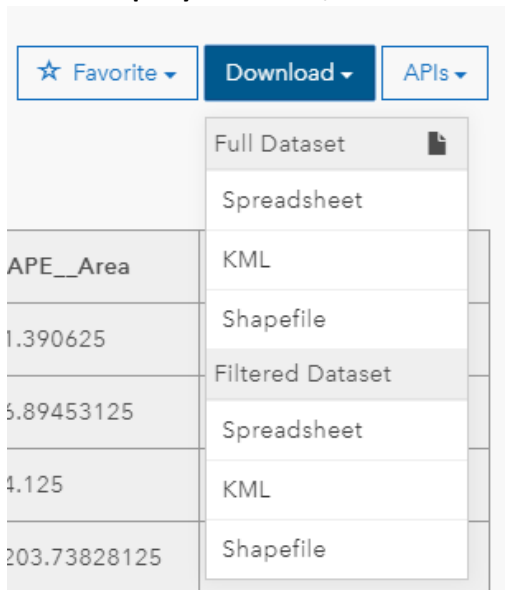 Favorite Download APIs
Full Dataset
Spreadsheet
KML
Shapefile
Filtered Dataset
Spreadsheet
KML
Shapefile
APE__Area
1.390625
6.89453125
4.125
203.73828125